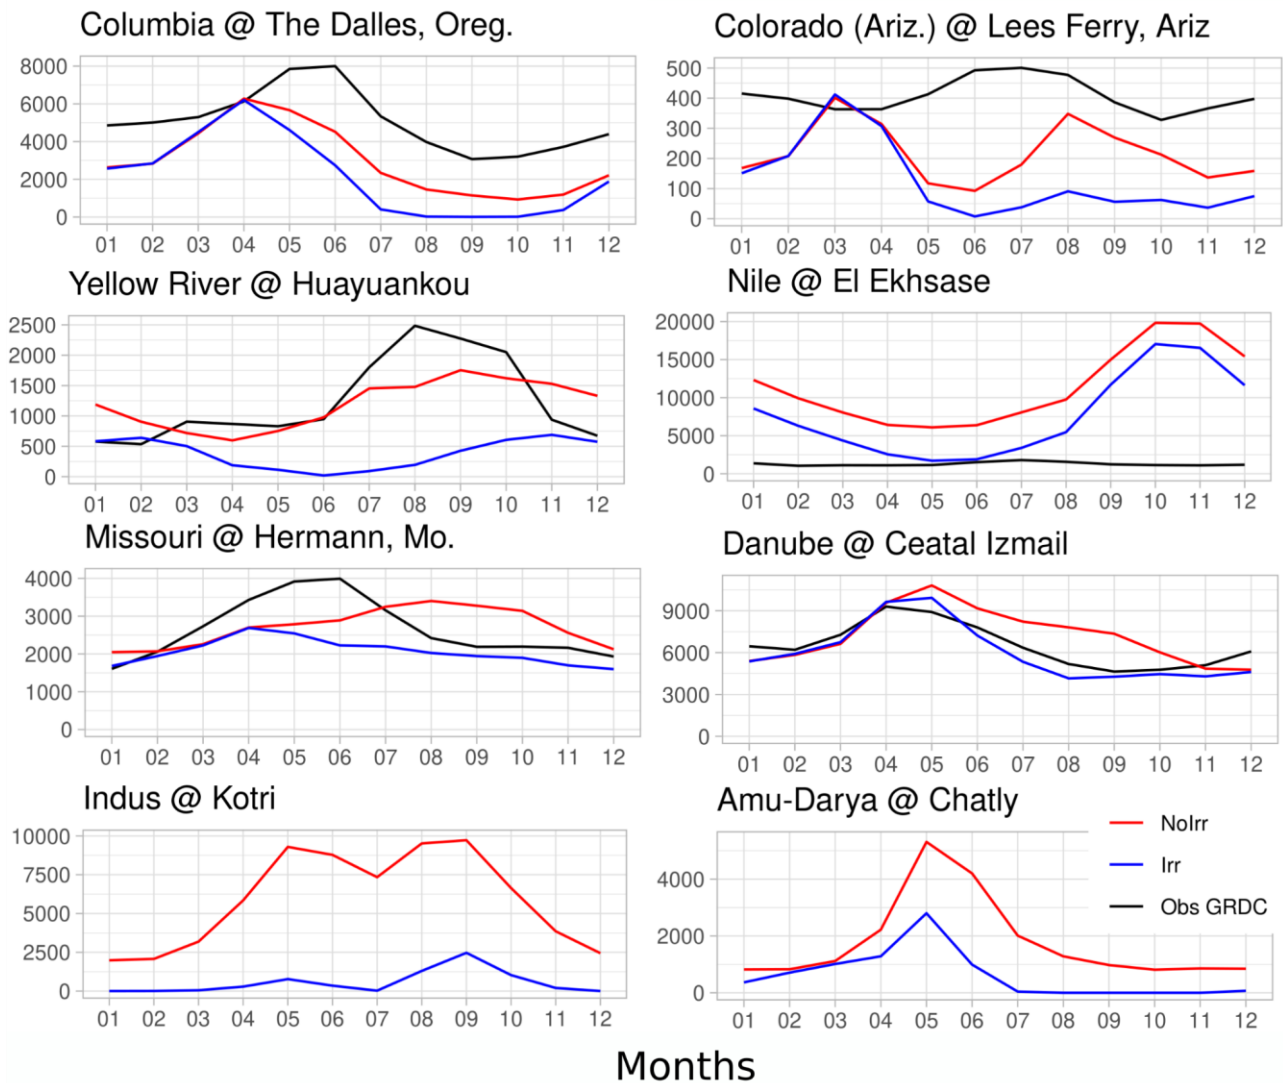 Columbia @ The Dalles, Oreg.
8000
6000
4000
2000
0
01 02 03 04 05 06 07 08 09 10 11 12
Colorado (Ariz.) @ Lees Ferry, Ariz
500
400
300
200
100
0
01 02 03 04 05 06 07 08 09 10 11 12
Yellow River @ Huayuankou
2500
2000
1500
1000
500
0
01 02 03 04 05 06 07 08 09 10 11 12
Nile @ El Ekhsase
20000
15000
10000
5000
0
01 02 03 04 05 06 07 08 09 10 11 12
Missouri @ Hermann, Mo.
4000
3000
2000
1000
0
01 02 03 04 05 06 07 08 09 10 11 12
Danube @ Ceatal Izmail
9000
6000
3000
0
01 02 03 04 05 06 07 08 09 10 11 12
Indus @ Kotri
10000
7500
5000
2500
0
01 02 03 04 05 06 07 08 09 10 11 12
Amu-Darya @ Chatly
4000
2000
0
01 02 03 04 05 06 07 08 09 10 11 12
NoIrr
Irr
Obs GRDC
Months